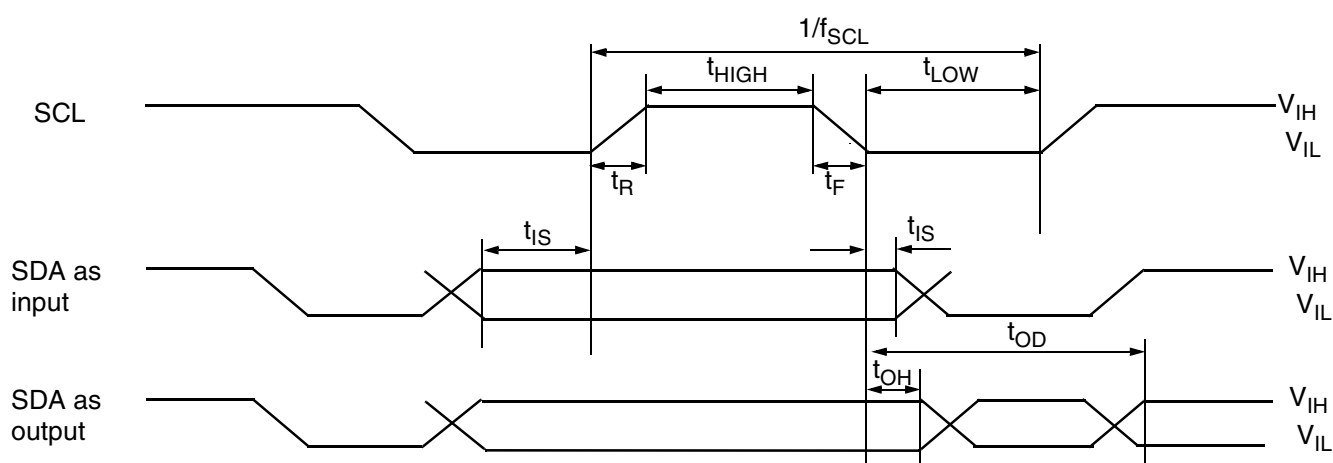 1/fSCL
tHIGH
tLOW
SCL
VIH
VIL
tR
tF
tIS
tIS
SDA as
input
VIH
VIL
tOD
tOH
SDA as
output
VIH
VIL